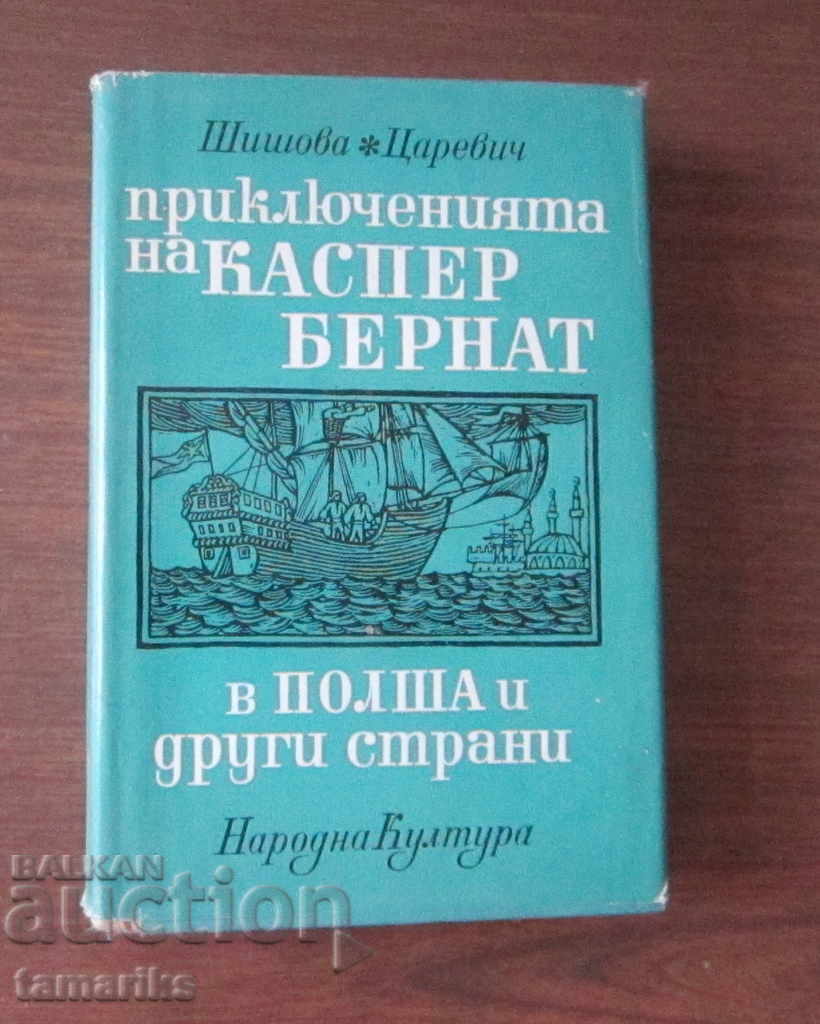 Шишова * Царевич
приключенията
на КАСПЕР
БЕРНАТ
в ПОЛША и
други страни
Народна Култура
BALKAN
auction
tamariks